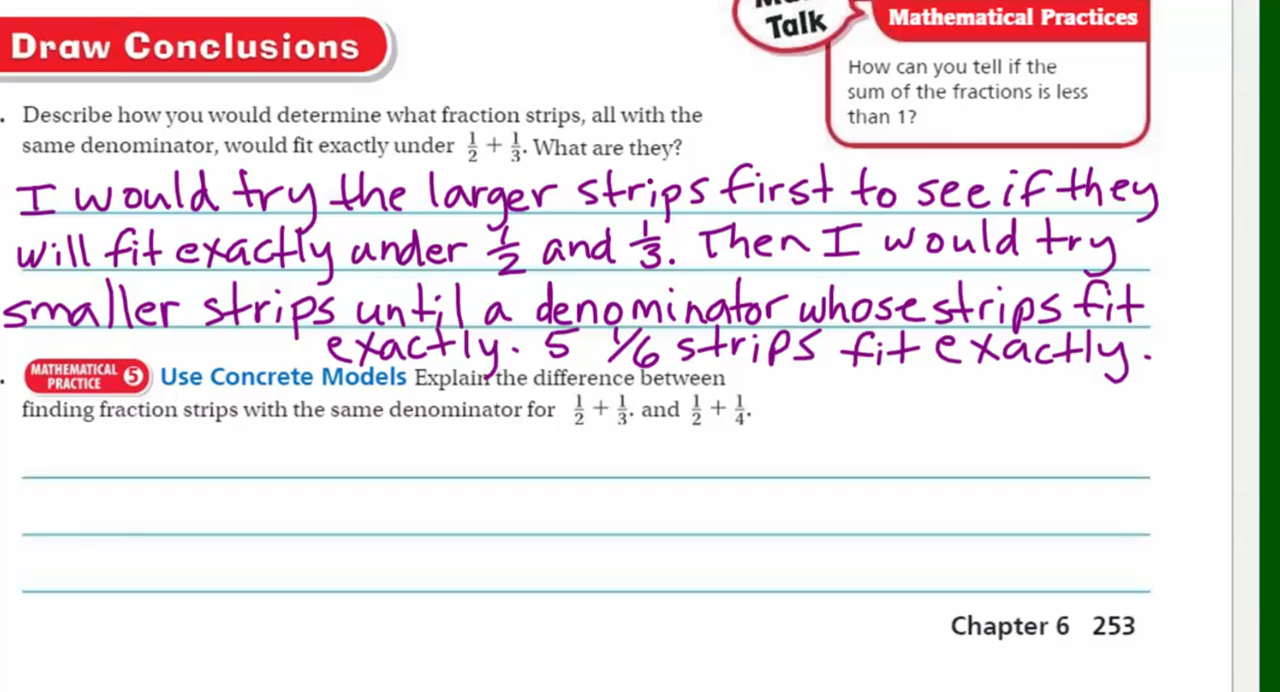 Draw Conclusions
Talk
Mathematical Practices
How can you tell if the
sum of the fractions is less
than 1?
. Describe how you would determine what fraction strips, all with the
same denominator, would fit exactly under 1/2 + 1/3. What are they?
I would try the larger strips first to see if they
will fit exactly under 1/2 and 1/3. Then I would try
smaller strips until a denominator whose strips fit
exactly. 5 1/6 strips fit exactly.
. MATHEMATICAL PRACTICE 5 Use Concrete Models Explain the difference between
finding fraction strips with the same denominator for 1/2 + 1/3. and 1/2 + 1/4.
Chapter 6 253